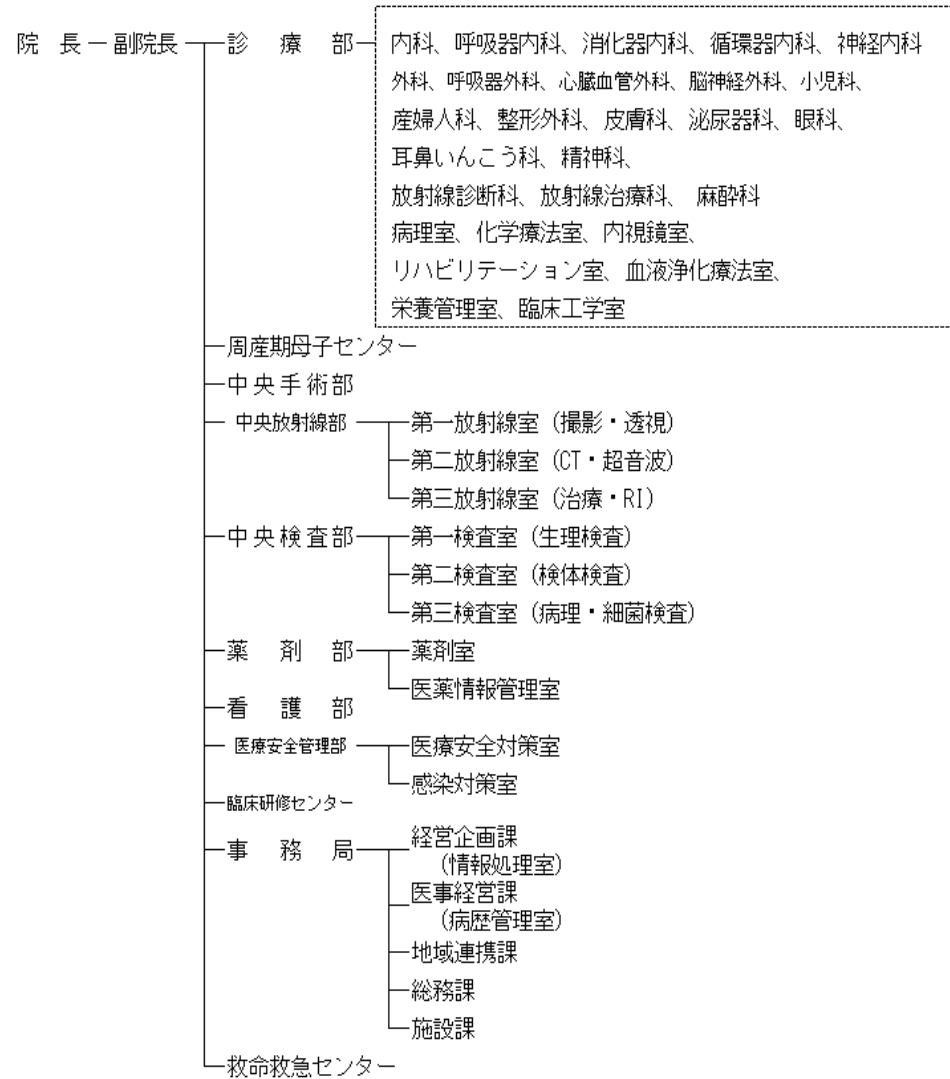 院長 副院長 診療部 内科、呼吸器内科、消化器内科、循環器内科、神経内科
外科、呼吸器外科、心臓血管外科、脳神経外科、小児科、
産婦人科、整形外科、皮膚科、泌尿器科、眼科、
耳鼻いんこう科、精神科、
放射線診断科、放射線治療科、麻酔科
病理室、化学療法室、内視鏡室、
リハビリテーション室、血液浄化療法室、
栄養管理室、臨床工学室
周産期母子センター
中央手術部
中央放射線部 第一放射線室（撮影・透視）
第二放射線室（CT・超音波）
第三放射線室（治療・RI）
中央検査部 第一検査室（生理検査）
第二検査室（検体検査）
第三検査室（病理・細菌検査）
薬剤部 薬剤室
医薬情報管理室
看護部
医療安全管理部 医療安全対策室
感染対策室
臨床研修センター
事務局 経営企画課
（情報処理室）
医事経営課
（病歴管理室）
地域連携課
総務課
施設課
救命救急センター